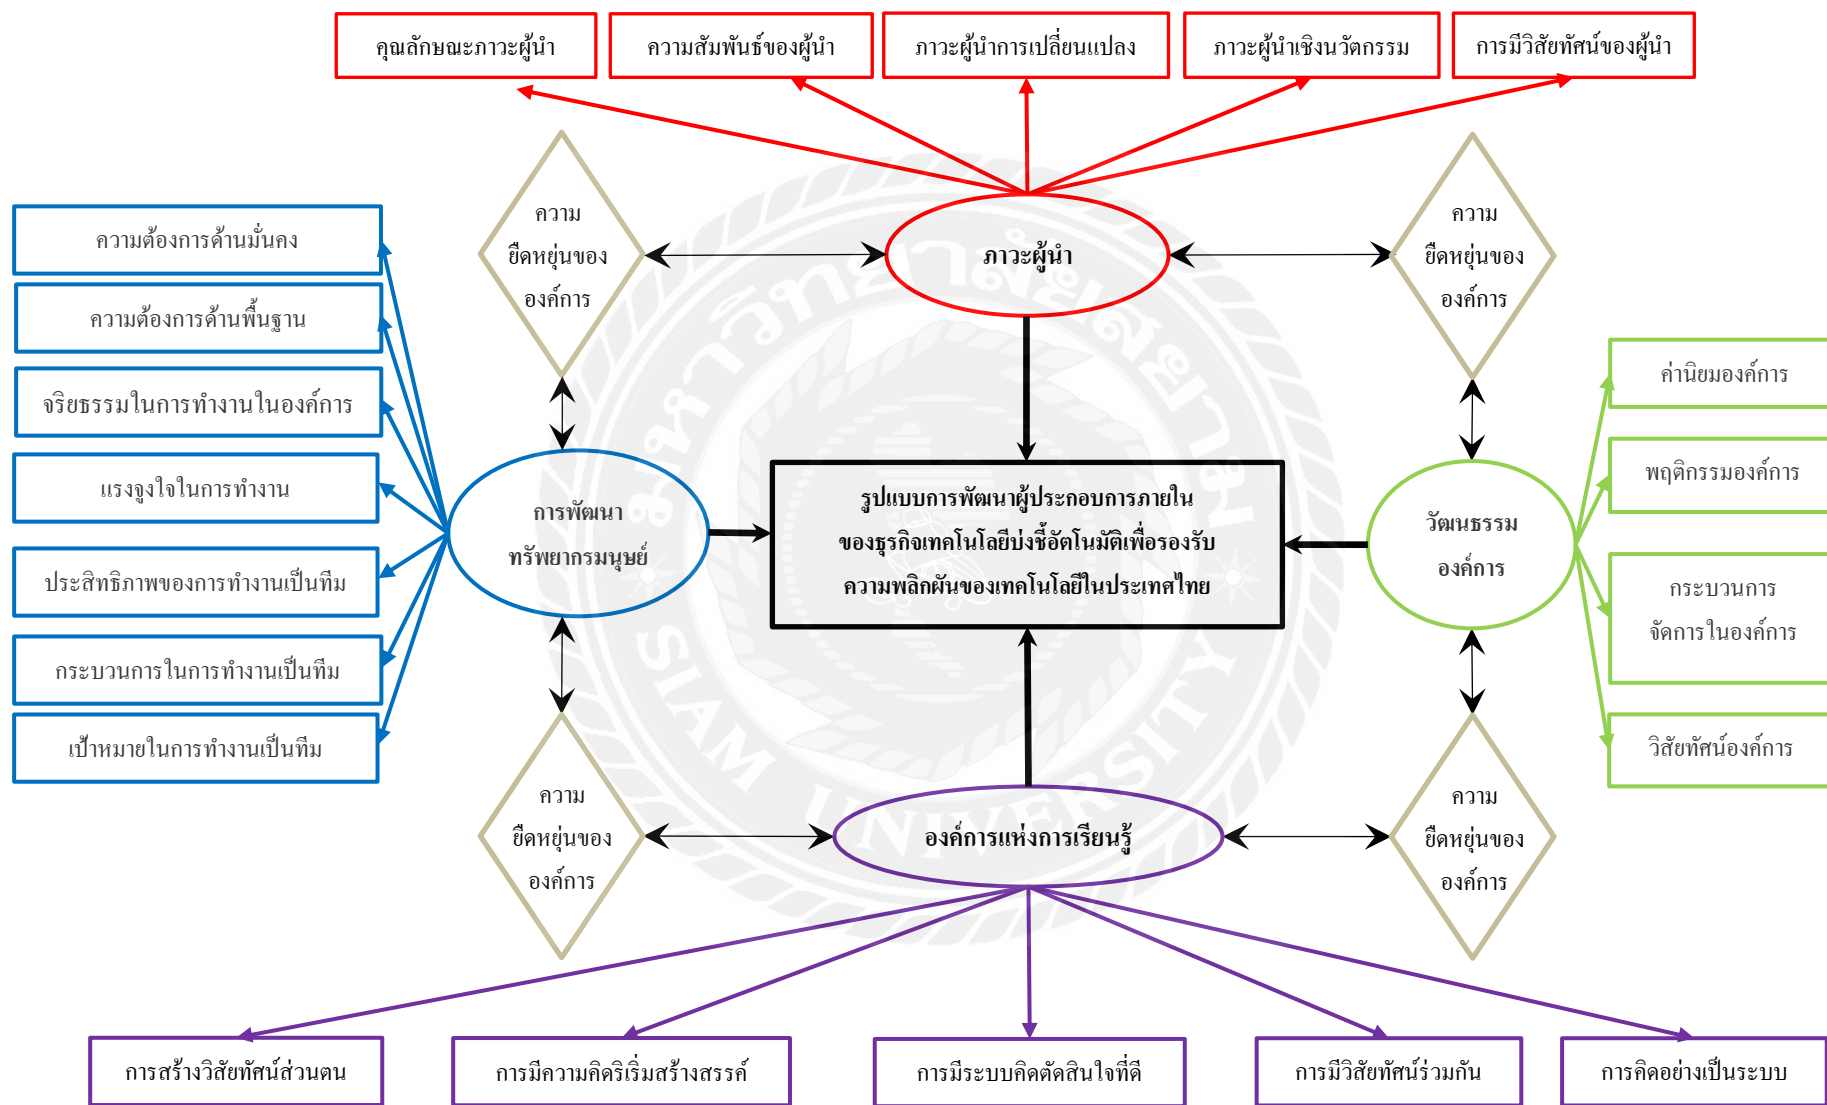 คุณลักษณะภาวะผู้นำ
ความสัมพันธ์ของผู้นำ
ภาวะผู้นำการเปลี่ยนแปลง
ภาวะผู้นำเชิงนวัตกรรม
การมีวิสัยทัศน์ของผู้นำ
ความ
ยืดหยุ่นของ
องค์การ
ภาวะผู้นำ
ความ
ยืดหยุ่นของ
องค์การ
ความต้องการด้านมั่นคง
ความต้องการด้านพื้นฐาน
จริยธรรมในการทำงานในองค์การ
แรงจูงใจในการทำงาน
ประสิทธิภาพของการทำงานเป็นทีม
กระบวนการในการทำงานเป็นทีม
เป้าหมายในการทำงานเป็นทีม
การพัฒนา
ทรัพยากรมนุษย์
รูปแบบการพัฒนาผู้ประกอบการภายใน
ของธุรกิจเทคโนโลยีบ่งชี้อัตโนมัติเพื่อรองรับ
ความพลิกผันของเทคโนโลยีในประเทศไทย
วัฒนธรรม
องค์การ
ค่านิยมองค์การ
พฤติกรรมองค์การ
กระบวนการ
จัดการในองค์การ
วิสัยทัศน์องค์การ
ความ
ยืดหยุ่นของ
องค์การ
องค์การแห่งการเรียนรู้
ความ
ยืดหยุ่นของ
องค์การ
การสร้างวิสัยทัศน์ส่วนตน
การมีความคิดริเริ่มสร้างสรรค์
การมีระบบคิดตัดสินใจที่ดี
การมีวิสัยทัศน์ร่วมกัน
การคิดอย่างเป็นระบบ
มหาวิทยาลัยสยาม
SIAM UNIVERSITY